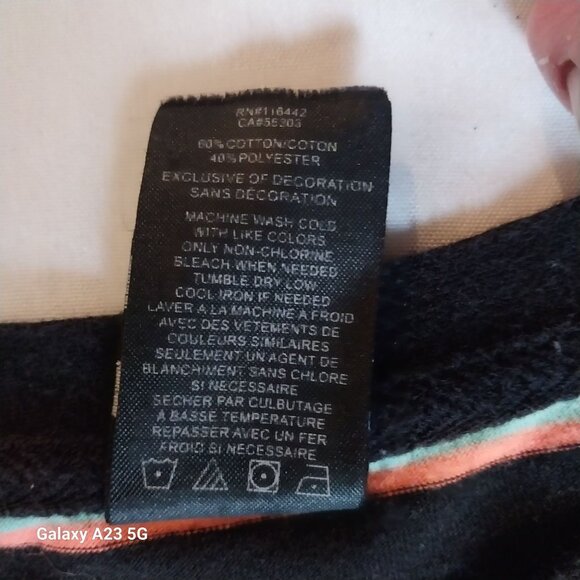 RN#116442
CA#55303
60% COTTON/COTON
40% POLYESTER
EXCLUSIVE OF DECORATION
SANS DÉCORATION
MACHINE WASH COLD
WITH LIKE COLORS
ONLY NON-CHLORINE
BLEACH WHEN NEEDED
TUMBLE DRY LOW
COOL IRON IF NEEDED
LAVER A LA MACHINE A FROID
AVEC DES VETEMENTS DE
COULEURS SIMILAIRES
SEULEMENT UN AGENT DE
BLANCHIMENT SANS CHLORE
SI NECESSAIRE
SECHER PAR CULBUTAGE
A BASSE TEMPERATURE
REPASSER AVEC UN FER
FROID SI NECESSAIRE
Galaxy A23 5G